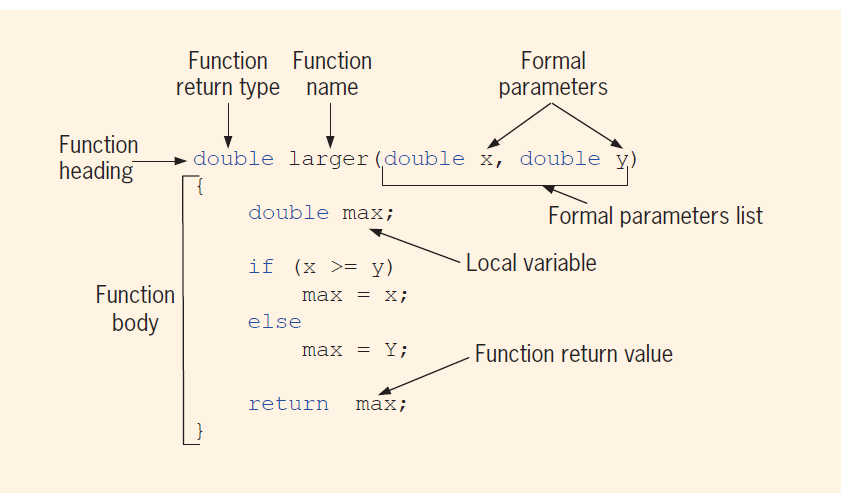 Function return type
Function name
Formal parameters
Function heading
double larger(double x, double y)
{
Formal parameters list
double max;
Local variable
if (x >= y)
max = x;
Function body
else
max = Y;
Function return value
return  max;
}